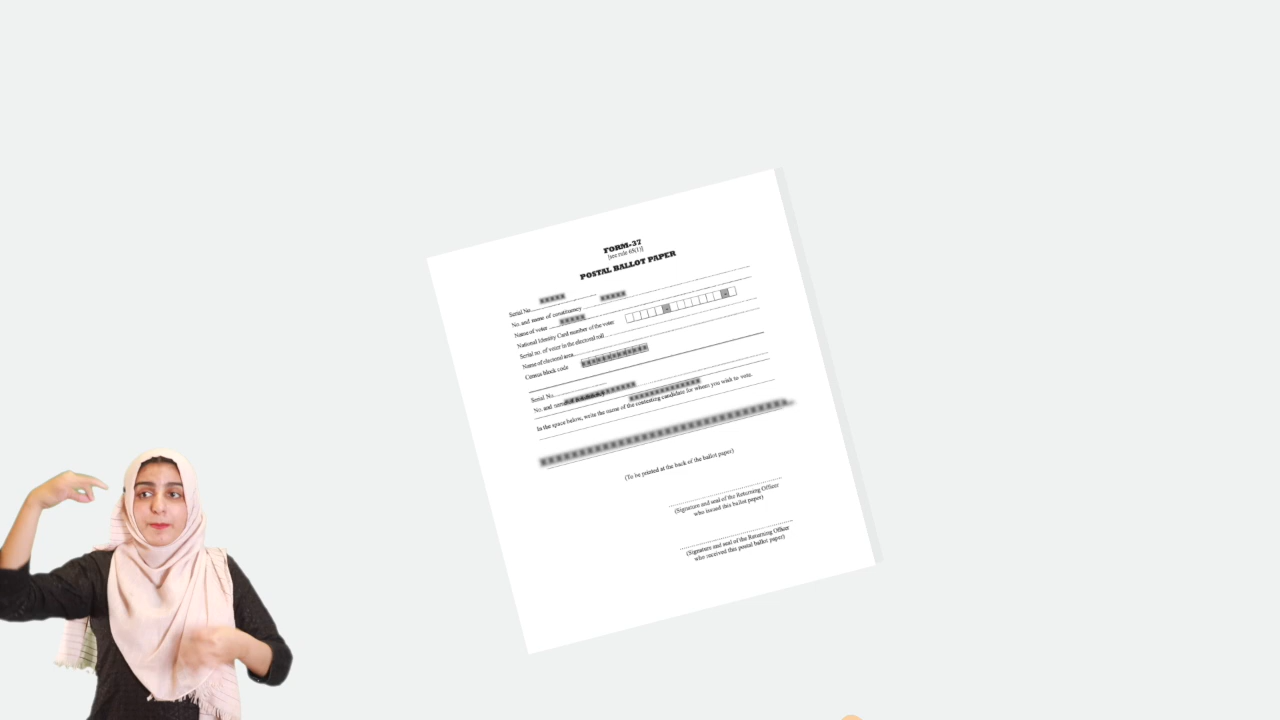 FORM-37
[see rule 65(1)]
POSTAL BALLOT PAPER
Serial No.
No. and name of constituency
Name of voter
National Identity Card number of the voter
Serial no. of voter in the electoral roll
Name of electoral area
Census block code
Serial No.
No. and name
In the space below, write the name of the contesting candidate for whom you wish to vote.
(To be printed at the back of the ballot paper)
(Signature and seal of the Returning Officer
who issued this ballot paper)
(Signature and seal of the Returning Officer
who received this postal ballot paper)